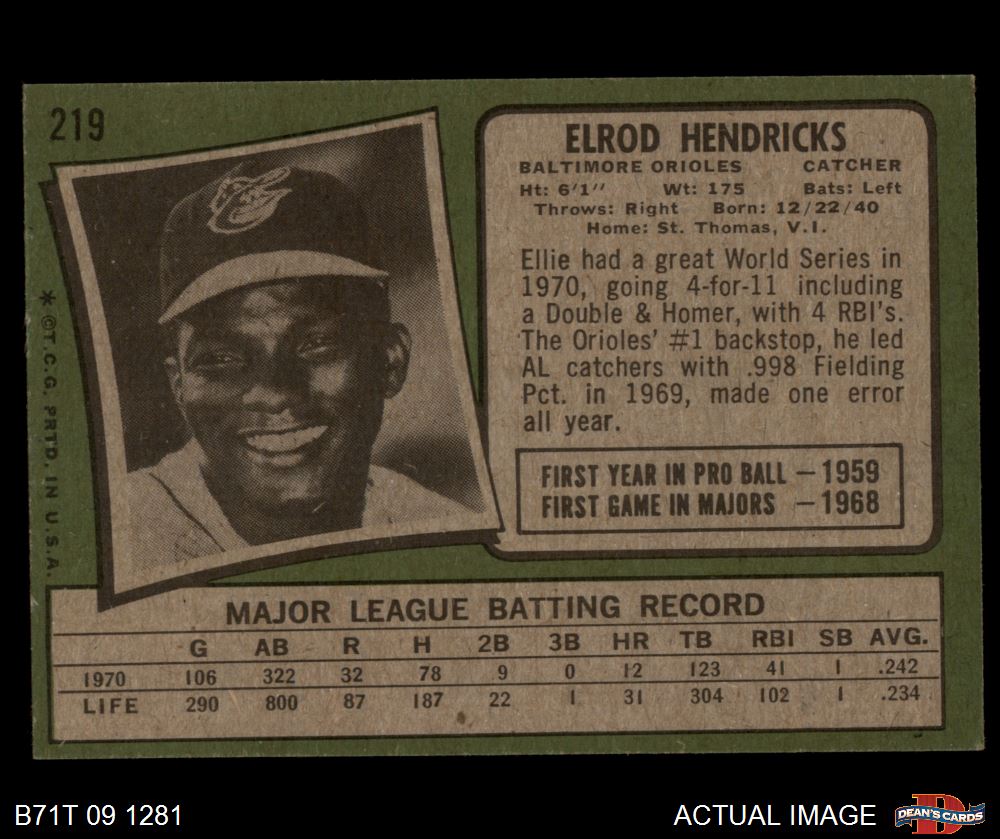 219
ELROD HENDRICKS
BALTIMORE ORIOLES CATCHER
Ht: 6'1" Wt: 175 Bats: Left
Throws: Right Born: 12/22/40
Home: St. Thomas, V.I.
Ellie had a great World Series in
1970, going 4-for-11 including
a Double & Homer, with 4 RBI's.
The Orioles' #1 backstop, he led
AL catchers with .998 Fielding
Pct. in 1969, made one error
all year.
FIRST YEAR IN PRO BALL — 1959
FIRST GAME IN MAJORS — 1968
* ©T.C.G. PRTD. IN U.S.A.
MAJOR LEAGUE BATTING RECORD
G AB R H 2B 3B HR TB RBI SB AVG.
1970 106 322 32 78 9 0 12 123 41 1 .242
LIFE 290 800 87 187 22 1 31 304 102 1 .234
B71T 09 1281
ACTUAL IMAGE
DEAN'S CARDS